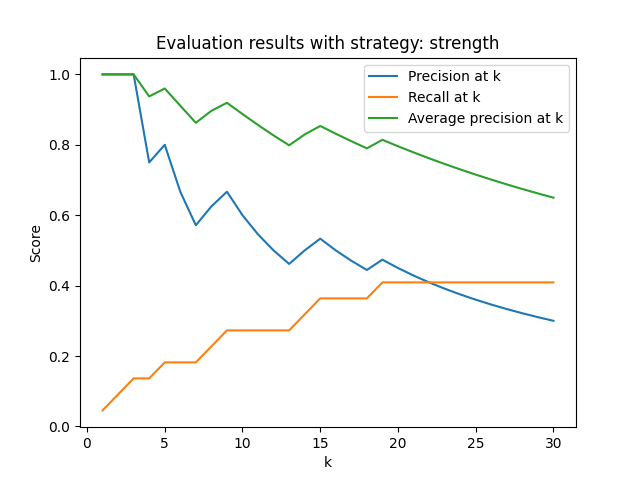 Evaluation results with strategy: strength
Precision at k
Recall at k
Average precision at k
Score
1.0
0.8
0.6
0.4
0.2
0.0
0 5 10 15 20 25 30
k